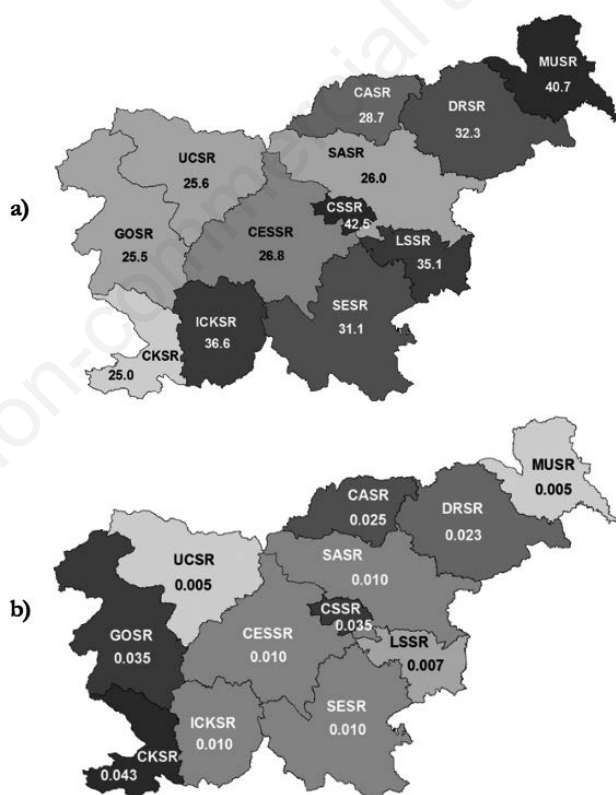 on-commercial
MUSR
40.7
CASR
28.7
DRSR
32.3
UCSR
25.6
SASR
26.0
a)
CSSR
42.5
GOSR
25.5
CESSR
26.8
LSSR
35.1
ICKSR
36.6
SESR
31.1
CKSR
25.0
MUSR
0.005
CASR
0.025
DRSR
0.023
UCSR
0.005
SASR
0.010
b)
CSSR
0.035
GOSR
0.035
CESSR
0.010
LSSR
0.007
ICKSR
0.010
SESR
0.010
CKSR
0.043